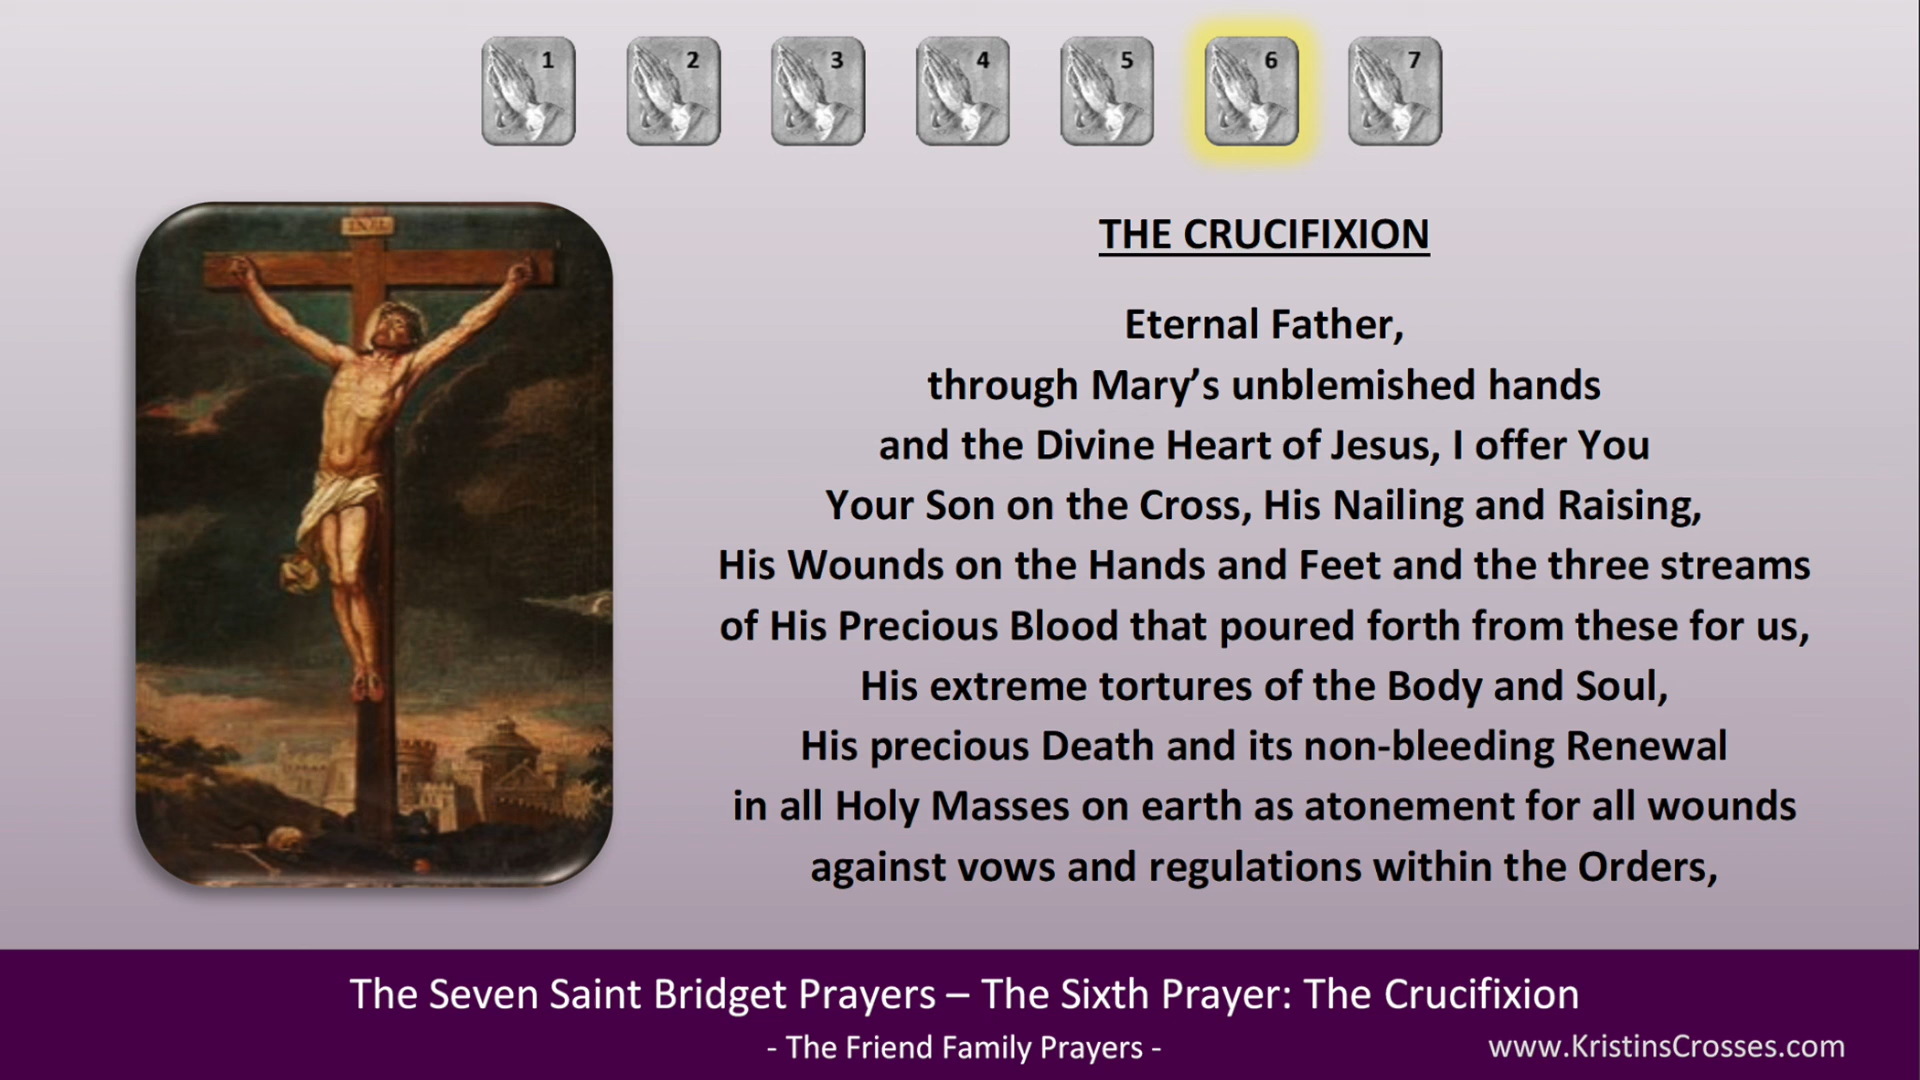 1 2 3 4 5 6 7
INRI
THE CRUCIFIXION
Eternal Father,
through Mary’s unblemished hands
and the Divine Heart of Jesus, I offer You
Your Son on the Cross, His Nailing and Raising,
His Wounds on the Hands and Feet and the three streams
of His Precious Blood that poured forth from these for us,
His extreme tortures of the Body and Soul,
His precious Death and its non-bleeding Renewal
in all Holy Masses on earth as atonement for all wounds
against vows and regulations within the Orders,
The Seven Saint Bridget Prayers – The Sixth Prayer: The Crucifixion
- The Friend Family Prayers -
www.KristinsCrosses.com